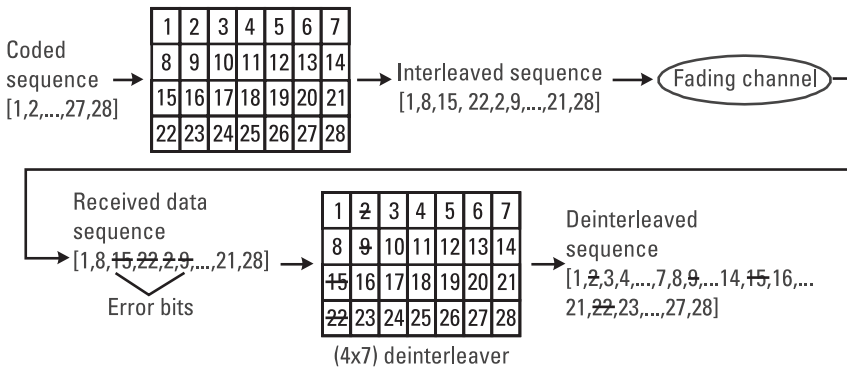 Coded
sequence
[1,2,...,27,28]
1 2 3 4 5 6 7
8 9 10 11 12 13 14
15 16 17 18 19 20 21
22 23 24 25 26 27 28
Interleaved sequence
[1,8,15, 22,2,9,...,21,28]
Fading channel
Received data
sequence
[1,8,15,22,2,9,...,21,28]
Error bits
1 2 3 4 5 6 7
8 9 10 11 12 13 14
15 16 17 18 19 20 21
22 23 24 25 26 27 28
(4x7) deinterleaver
Deinterleaved
sequence
[1,2,3,4,...,7,8,9,...14,15,16,...
21,22,23,...,27,28]